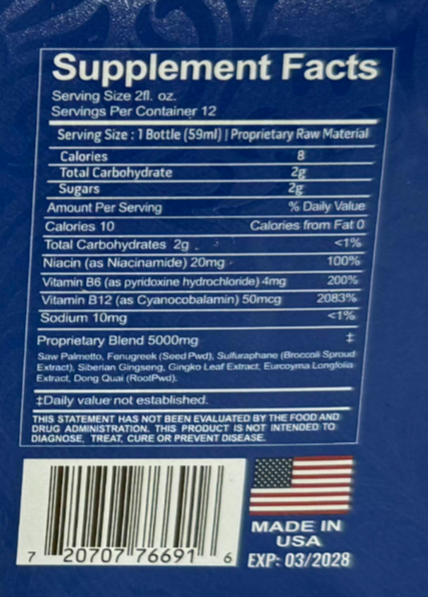 Supplement Facts
Serving Size 2fl. oz.
Servings Per Container 12
Serving Size : 1 Bottle (59ml) | Proprietary Raw Material
Calories 8
Total Carbohydrate 2g
Sugars 2g
Amount Per Serving % Daily Value
Calories 10 Calories from Fat 0
Total Carbohydrates 2g <1%
Niacin (as Niacinamide) 20mg 100%
Vitamin B6 (as pyridoxine hydrochloride) 4mg 200%
Vitamin B12 (as Cyanocobalamin) 50mcg 2083%
Sodium 10mg <1%
Proprietary Blend 5000mg ‡
Saw Palmetto, Fenugreek (Seed Pwd), Sulfuraphane (Broccoli Sproud
Extract), Siberian Gingseng, Gingko Leaf Extract, Eurcoyma Longfolia
Extract, Dong Quai (RootPwd).
‡Daily value not established.
THIS STATEMENT HAS NOT BEEN EVALUATED BY THE FOOD AND
DRUG ADMINISTRATION. THIS PRODUCT IS NOT INTENDED TO
DIAGNOSE, TREAT, CURE OR PREVENT DISEASE.
MADE IN
USA
EXP: 03/2028
7 20707 76691 6